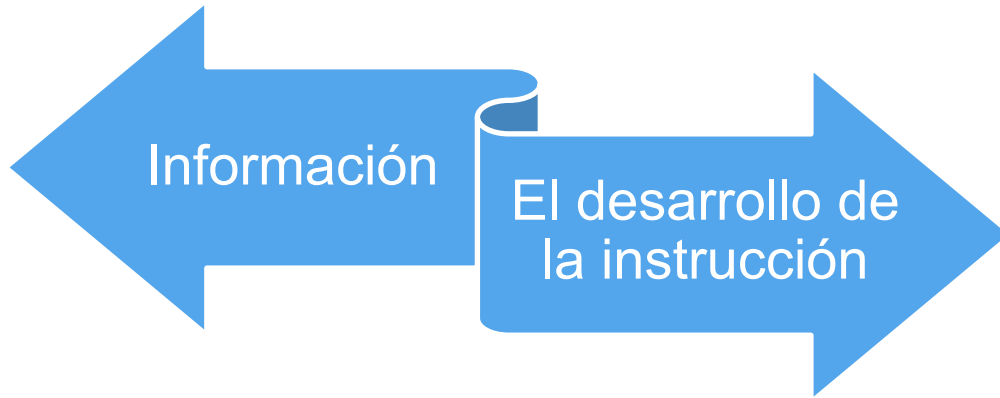 Información
El desarrollo de
la instrucción